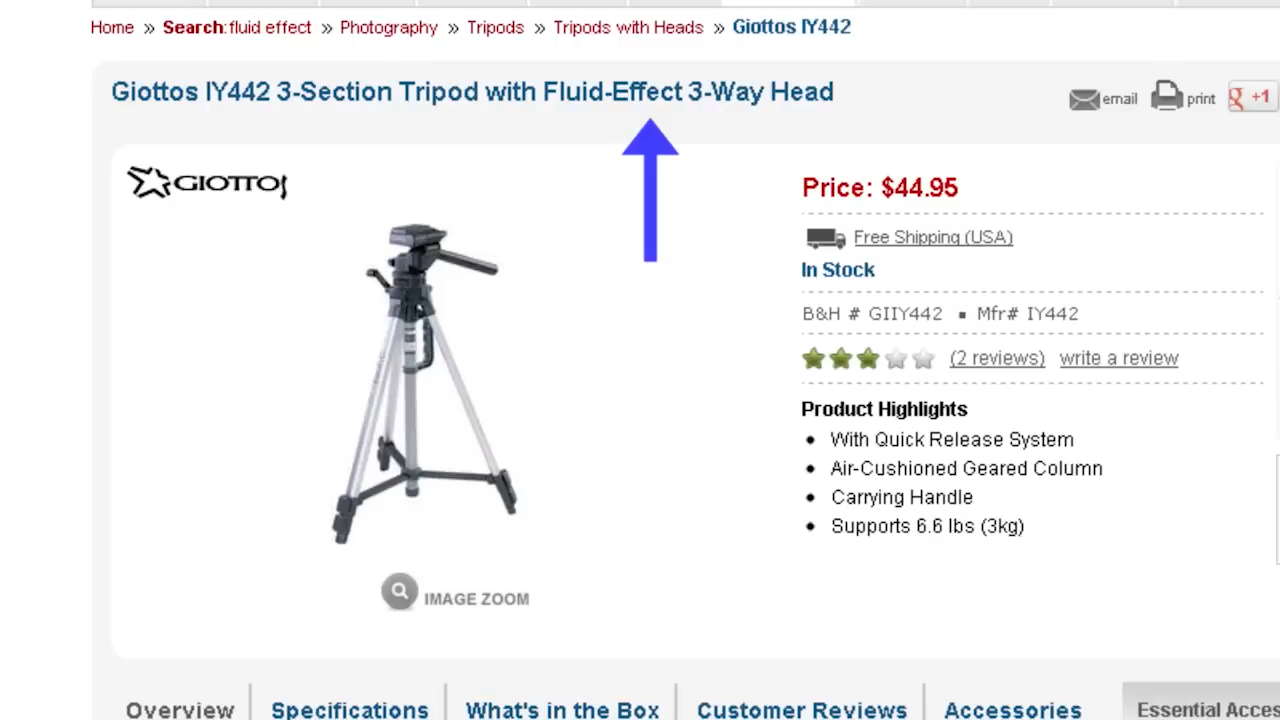 Home » Search:fluid effect » Photography » Tripods » Tripods with Heads » Giottos IY442
Giottos IY442 3-Section Tripod with Fluid-Effect 3-Way Head
email print g +1
GIOTTOS
Price: $44.95
Free Shipping (USA)
In Stock
B&H # GIIY442 ▪ Mfr# IY442
(2 reviews) write a review
Product Highlights
• With Quick Release System
• Air-Cushioned Geared Column
• Carrying Handle
• Supports 6.6 lbs (3kg)
IMAGE ZOOM
Overview Specifications What's in the Box Customer Reviews Accessories Essential Acces